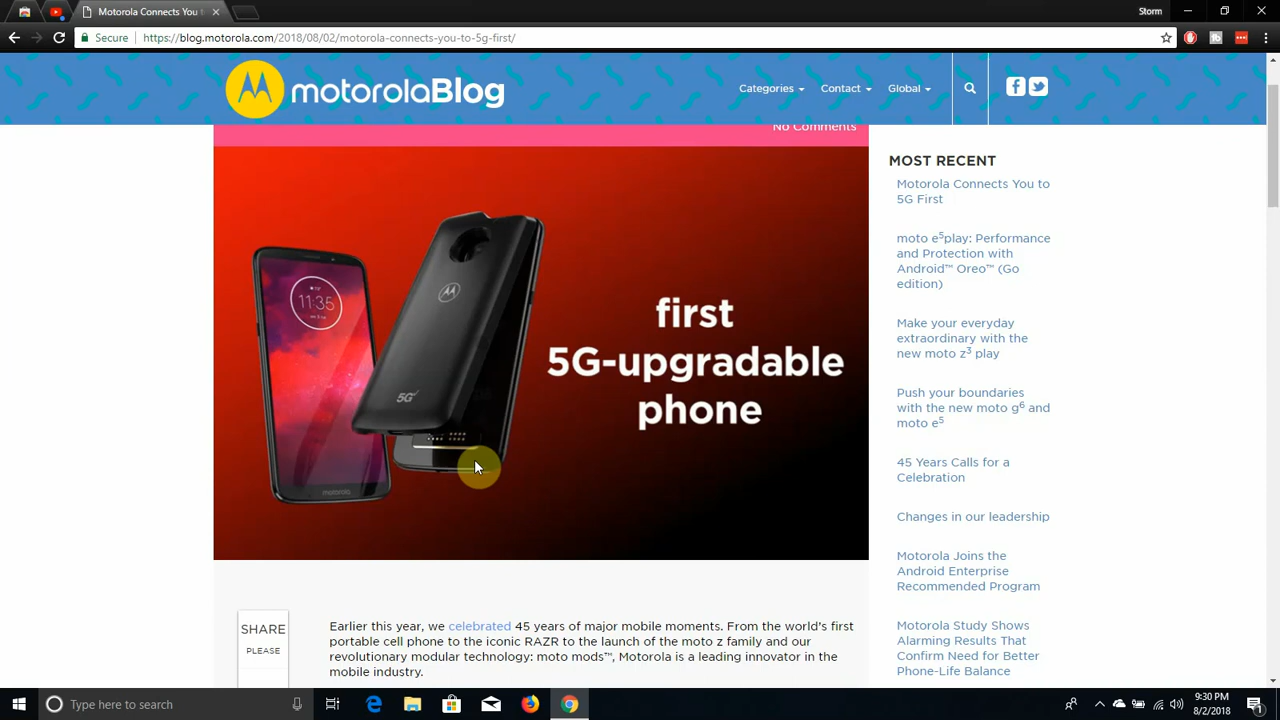 Motorola Connects You to
Storm
Secure
https://blog.motorola.com/2018/08/02/motorola-connects-you-to-5g-first/
motorolaBlog
Categories
Contact
Global
No Comments
11:35
5G
motorola
first
5G-upgradable
phone
MOST RECENT
Motorola Connects You to
5G First
moto e5play: Performance
and Protection with
Android™ Oreo™ (Go
edition)
Make your everyday
extraordinary with the
new moto z3 play
Push your boundaries
with the new moto g6 and
moto e5
45 Years Calls for a
Celebration
Changes in our leadership
Motorola Joins the
Android Enterprise
Recommended Program
Motorola Study Shows
Alarming Results That
Confirm Need for Better
Phone-Life Balance
SHARE
PLEASE
Earlier this year, we celebrated 45 years of major mobile moments. From the world's first
portable cell phone to the iconic RAZR to the launch of the moto z family and our
revolutionary modular technology: moto mods™, Motorola is a leading innovator in the
mobile industry.
Type here to search
9:30 PM
8/2/2018